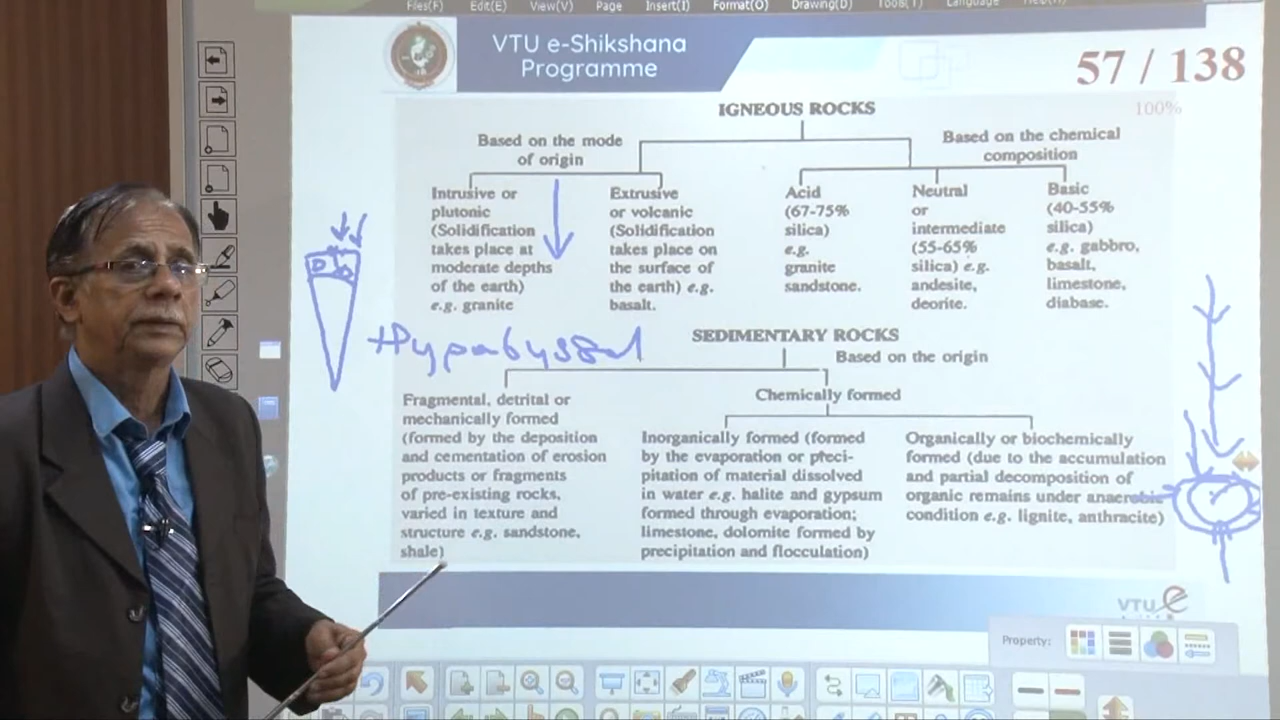 Files(F) Edit(E) View(V) Page Insert(I) Format(O) Drawing(D) Tools(T) Language Help(H)
VTU e-Shikshana
Programme
57 / 138
100%
IGNEOUS ROCKS
Based on the mode
of origin
Based on the chemical
composition
Intrusive or
plutonic
(Solidification
takes place at
moderate depths
of the earth)
e.g. granite
Extrusive
or volcanic
(Solidification
takes place on
the surface of
the earth) e.g.
basalt.
Acid
(67-75%
silica)
e.g.
granite
sandstone.
Neutral
or
intermediate
(55-65%
silica) e.g.
andesite,
deorite.
Basic
(40-55%
silica)
e.g. gabbro,
basalt,
limestone,
diabase.
Hypabyssal
SEDIMENTARY ROCKS
Based on the origin
Fragmental, detrital or
mechanically formed
(formed by the deposition
and cementation of erosion
products or fragments
of pre-existing rocks,
varied in texture and
structure e.g. sandstone,
shale)
Chemically formed
Inorganically formed (formed
by the evaporation or preci-
pitation of material dissolved
in water e.g. halite and gypsum
formed through evaporation;
limestone, dolomite formed by
precipitation and flocculation)
Organically or biochemically
formed (due to the accumulation
and partial decomposition of
organic remains under anaerobic
condition e.g. lignite, anthracite)
VTU e
Property: